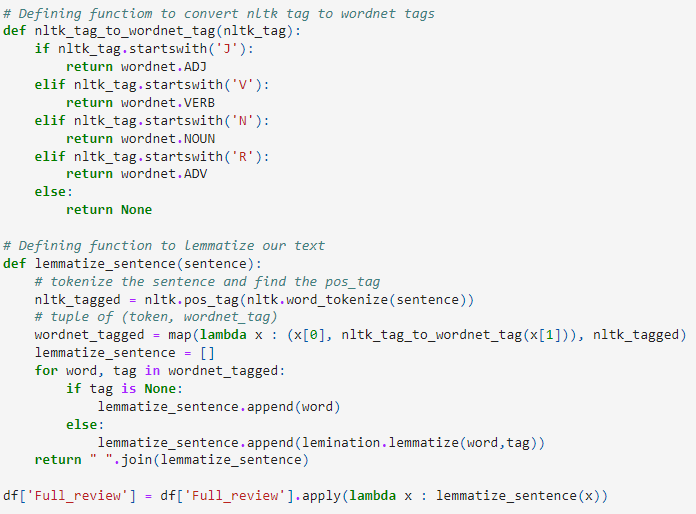 # Defining functiom to convert nltk tag to wordnet tags
def nltk_tag_to_wordnet_tag(nltk_tag):
    if nltk_tag.startswith('J'):
        return wordnet.ADJ
    elif nltk_tag.startswith('V'):
        return wordnet.VERB
    elif nltk_tag.startswith('N'):
        return wordnet.NOUN
    elif nltk_tag.startswith('R'):
        return wordnet.ADV
    else:
        return None

# Defining function to lemmatize our text
def lemmatize_sentence(sentence):
    # tokenize the sentence and find the pos_tag
    nltk_tagged = nltk.pos_tag(nltk.word_tokenize(sentence))
    # tuple of (token, wordnet_tag)
    wordnet_tagged = map(lambda x : (x[0], nltk_tag_to_wordnet_tag(x[1])), nltk_tagged)
    lemmatize_sentence = []
    for word, tag in wordnet_tagged:
        if tag is None:
            lemmatize_sentence.append(word)
        else:
            lemmatize_sentence.append(lemination.lemmatize(word,tag))
    return " ".join(lemmatize_sentence)

df['Full_review'] = df['Full_review'].apply(lambda x : lemmatize_sentence(x))